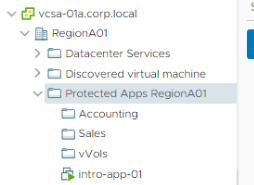 vcsa-01a.corp.local
RegionA01
Datacenter Services
Discovered virtual machine
Protected Apps RegionA01
Accounting
Sales
vVols
intro-app-01